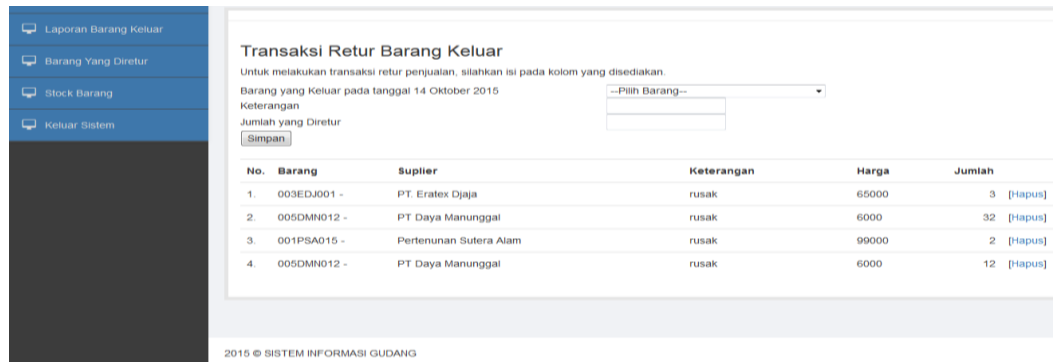 Laporan Barang Keluar
Barang Yang Diretur
Stock Barang
Keluar Sistem
Transaksi Retur Barang Keluar
Untuk melakukan transaksi retur penjualan, silahkan isi pada kolom yang disediakan.
Barang yang Keluar pada tanggal 14 Oktober 2015 --Pilih Barang--
Keterangan
Jumlah yang Diretur
Simpan
No. Barang Suplier Keterangan Harga Jumlah
1. 003EDJ001 - PT. Eratex Djaja rusak 65000 3 [Hapus]
2. 005DMN012 - PT Daya Manunggal rusak 6000 32 [Hapus]
3. 001PSA015 - Pertenunan Sutera Alam rusak 99000 2 [Hapus]
4. 005DMN012 - PT Daya Manunggal rusak 6000 12 [Hapus]
2015 © SISTEM INFORMASI GUDANG